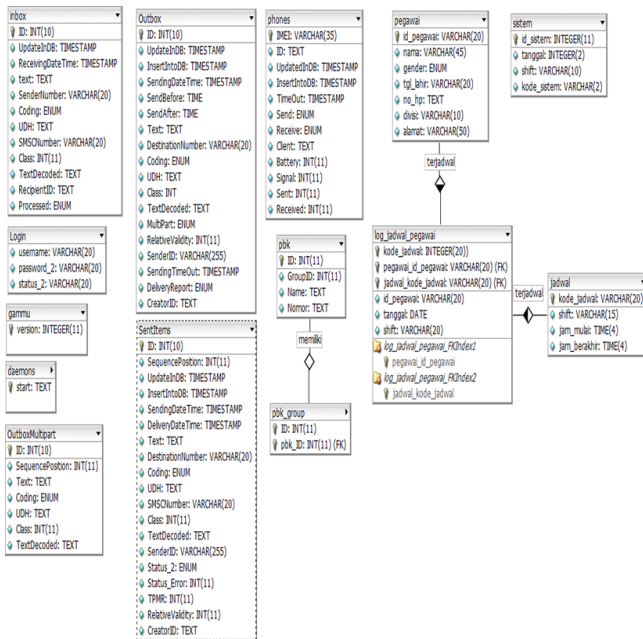 inbox
ID: INT(10)
UpdateInDB: TIMESTAMP
ReceivingDateTime: TIMESTAMP
text: TEXT
SenderNumber: VARCHAR(20)
Coding: ENUM
UDH: TEXT
SMSCNumber: VARCHAR(20)
Class: INT(11)
TextDecoded: TEXT
RecipientID: TEXT
Processed: ENUM
Login
username: VARCHAR(20)
password_2: VARCHAR(20)
status_2: VARCHAR(20)
gammu
version: INTEGER(11)
daemons
start: TEXT
OutboxMultipart
ID: INT(10)
SequencePosition: INT(11)
Text: TEXT
Coding: ENUM
UDH: TEXT
Class: INT(11)
TextDecoded: TEXT
Outbox
ID: INT(10)
UpdateInDB: TIMESTAMP
InsertIntoDB: TIMESTAMP
SendingDateTime: TIMESTAMP
SendBefore: TIME
SendAfter: TIME
Text: TEXT
DestinationNumber: VARCHAR(20)
Coding: ENUM
UDH: TEXT
Class: INT
TextDecoded: TEXT
MultiPart: ENUM
RelativeValidity: INT(11)
SenderID: VARCHAR(255)
SendingTimeOut: TIMESTAMP
DeliveryReport: ENUM
CreatorID: TEXT
SentItems
ID: INT(10)
SequencePosition: INT(11)
UpdateInDB: TIMESTAMP
InsertIntoDB: TIMESTAMP
SendingDateTime: TIMESTAMP
DeliveryDateTime: TIMESTAMP
Text: TEXT
DestinationNumber: VARCHAR(20)
Coding: ENUM
UDH: TEXT
SMSCNumber: VARCHAR(20)
Class: INT(11)
TextDecoded: TEXT
SenderID: VARCHAR(255)
Status_2: ENUM
Status_Error: INT(11)
TPMR: INT(11)
RelativeValidity: INT(11)
CreatorID: TEXT
phones
IMEI: VARCHAR(35)
ID: TEXT
UpdatedInDB: TIMESTAMP
InsertIntoDB: TIMESTAMP
TimeOut: TIMESTAMP
Send: ENUM
Receive: ENUM
Client: TEXT
Battery: INT(11)
Signal: INT(11)
Sent: INT(11)
Received: INT(11)
pbk
ID: INT(11)
GroupID: INT(11)
Name: TEXT
Nomor: TEXT
memiliki
pbk_group
ID: INT(11)
pbk_ID: INT(11) (FK)
pegawai
id_pegawai: VARCHAR(20)
nama: VARCHAR(45)
gender: ENUM
tgl_lahir: VARCHAR(20)
no_hp: TEXT
divisi: VARCHAR(10)
alamat: VARCHAR(50)
terjadwal
log_jadwal_pegawai
kode_jadwal: INTEGER(20))
pegawai_id_pegawai: VARCHAR(20) (FK)
jadwal_kode_jadwal: VARCHAR(20) (FK)
id_pegawai: VARCHAR(20)
tanggal: DATE
shift: VARCHAR(20)
log_jadwal_pegawai_FKIndex1
pegawai_id_pegawai
log_jadwal_pegawai_FKIndex2
jadwal_kode_jadwal
sistem
id_sistem: INTEGER(11)
tanggal: INTEGER(2)
shift: VARCHAR(10)
kode_sistem: VARCHAR(2)
terjadwal
jadwal
kode_jadwal: VARCHAR(20)
shift: VARCHAR(15)
jam_mulai: TIME(4)
jam_berakhir: TIME(4)